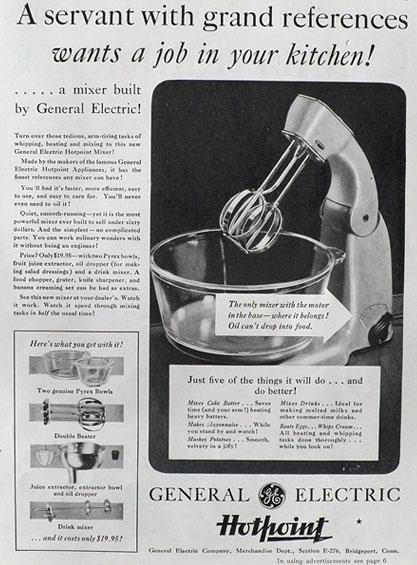 A servant with grand references
wants a job in your kitchen!
. . . . . a mixer built
by General Electric!
Turn over those tedious, arm-tiring tasks of
whipping, beating and mixing to this new
General Electric Hotpoint Mixer!
Made by the makers of the famous General
Electric Hotpoint Appliances, it has the
finest references any mixer can have!
You'll find it's faster, more efficient, easy
to use, and easy to care for. You'll never
even need to oil it!
Quiet, smooth-running—yet it is the most
powerful mixer ever built to sell under sixty
dollars. And the simplest—no complicated
parts. You can work culinary wonders with
it without being an engineer!
Price? Only $19.95—with two Pyrex bowls,
fruit juice extractor, oil dropper (for mak-
ing salad dressings) and a drink mixer. A
food chopper, grater, knife sharpener, and
banana creaming set can be had as extras.
See this new mixer at your dealer's. Watch
it work. Watch it speed through mixing
tasks in half the usual time!
The only mixer with the motor
in the base—where it belongs!
Oil can't drop into food.
Here's what you get with it!
Two genuine Pyrex Bowls
Double Beater
Juice extractor, extractor bowl
and oil dropper
Drink mixer
. . . and it costs only $19.95!
Just five of the things it will do . . . and
do better!
Mixes Cake Batter . . . Saves
time (and your arm!) beating
heavy batters.
Makes Mayonnaise . . . While
you stand by and watch!
Mashes Potatoes . . . Smooth,
velvety in a jiffy!
Mixes Drinks . . . Ideal for
making malted milks and
other summer-time drinks.
Beats Eggs . . . Whips Cream . . .
All beating and whipping
tasks done thoroughly . . .
while you look on!
GENERAL GE ELECTRIC
Hotpoint
General Electric Company, Merchandise Dept., Section E-276, Bridgeport, Conn.
In using advertisements see page 6